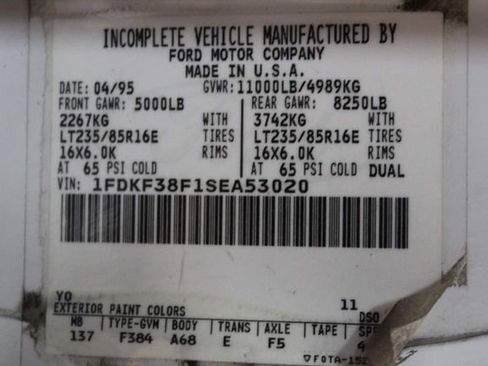 INCOMPLETE VEHICLE MANUFACTURED BY
FORD MOTOR COMPANY
MADE IN U.S.A.
DATE: 04/95 GVWR: 11000LB/4989KG
FRONT GAWR: 5000LB REAR GAWR: 8250LB
2267KG WITH 3742KG WITH
LT235/85R16E TIRES LT235/85R16E TIRES
16X6.0K RIMS 16X6.0K RIMS
AT 65 PSI COLD AT 65 PSI COLD DUAL
VIN: 1FDKF38F1SEA53020
YO 11
EXTERIOR PAINT COLORS DSO
WB TYPE-GVM BODY TRANS AXLE TAPE
137 F384 A68 E F5 4